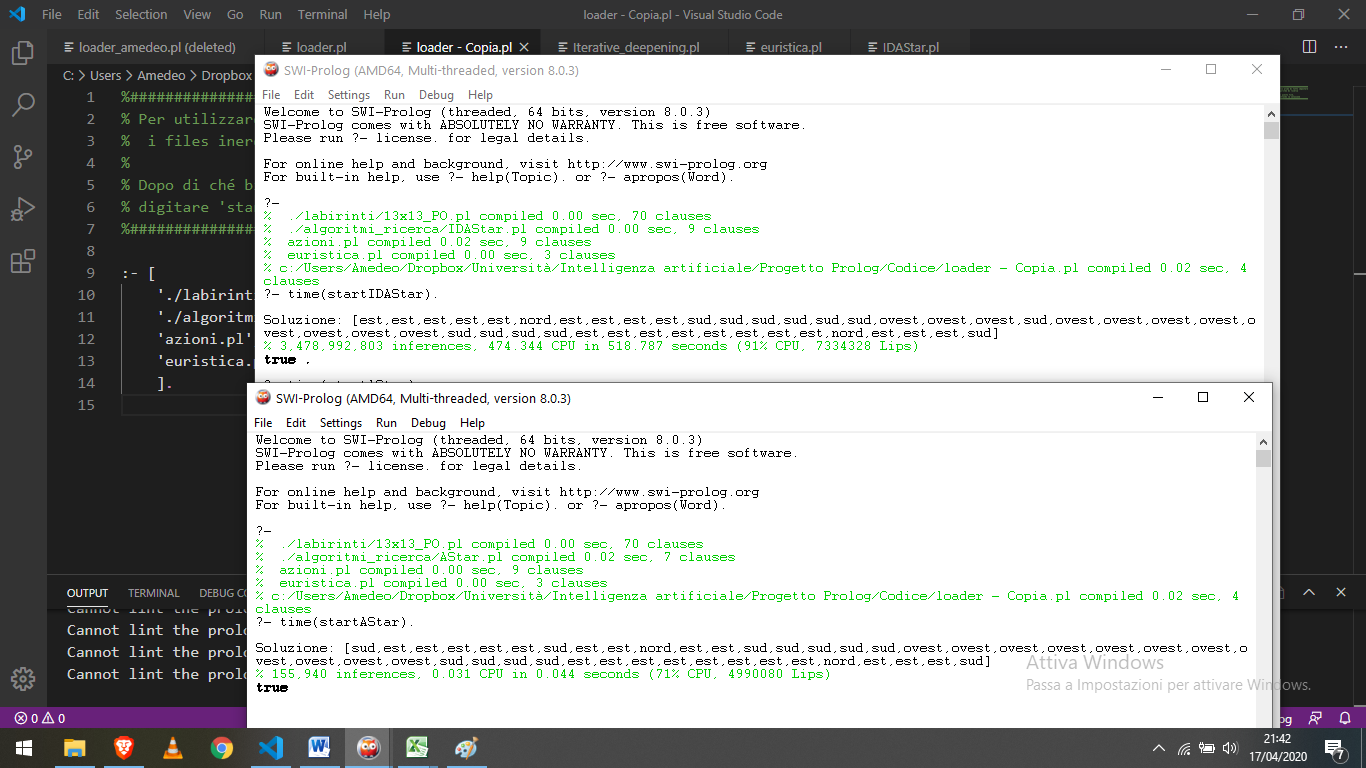 File Edit Selection View Go Run Terminal Help loader - Copia.pl - Visual Studio Code
loader_amedeo.pl (deleted) loader.pl loader - Copia.pl Iterative_deepening.pl euristica.pl IDAStar.pl
C: > Users > Amedeo > Dropbox
1 %###############
2 % Per utilizzar
3 % i files iner
4 %
5 % Dopo di ché b
6 % digitare 'sta
7 %###############
8
9 :- [
10 './labirint
11 './algoritm
12 'azioni.pl'
13 'euristica.p
14 ].
15
SWI-Prolog (AMD64, Multi-threaded, version 8.0.3)
File Edit Settings Run Debug Help
Welcome to SWI-Prolog (threaded, 64 bits, version 8.0.3)
SWI-Prolog comes with ABSOLUTELY NO WARRANTY. This is free software.
Please run ?- license. for legal details.
For online help and background, visit http://www.swi-prolog.org
For built-in help, use ?- help(Topic). or ?- apropos(Word).
?-
% ./labirinti/13x13_PO.pl compiled 0.00 sec, 70 clauses
% ./algoritmi_ricerca/IDAStar.pl compiled 0.00 sec, 9 clauses
% azioni.pl compiled 0.02 sec, 9 clauses
% euristica.pl compiled 0.00 sec, 3 clauses
% c:/Users/Amedeo/Dropbox/Università/Intelligenza artificiale/Progetto Prolog/Codice/loader - Copia.pl compiled 0.02 sec, 4
clauses
?- time(startIDAStar).
Soluzione: [est,est,est,est,est,nord,est,est,est,est,sud,sud,sud,sud,sud,sud,ovest,ovest,ovest,sud,ovest,ovest,ovest,ovest,o
vest,ovest,ovest,ovest,sud,sud,sud,sud,est,est,est,est,est,est,est,est,nord,est,est,est,sud]
% 3,478,992,803 inferences, 474.344 CPU in 518.787 seconds (91% CPU, 7334328 Lips)
true .
SWI-Prolog (AMD64, Multi-threaded, version 8.0.3)
File Edit Settings Run Debug Help
Welcome to SWI-Prolog (threaded, 64 bits, version 8.0.3)
SWI-Prolog comes with ABSOLUTELY NO WARRANTY. This is free software.
Please run ?- license. for legal details.
For online help and background, visit http://www.swi-prolog.org
For built-in help, use ?- help(Topic). or ?- apropos(Word).
?-
% ./labirinti/13x13_PO.pl compiled 0.00 sec, 70 clauses
% ./algoritmi_ricerca/AStar.pl compiled 0.02 sec, 7 clauses
% azioni.pl compiled 0.00 sec, 9 clauses
% euristica.pl compiled 0.00 sec, 3 clauses
% c:/Users/Amedeo/Dropbox/Università/Intelligenza artificiale/Progetto Prolog/Codice/loader - Copia.pl compiled 0.02 sec, 4
clauses
?- time(startAStar).
Soluzione: [sud,est,est,est,est,est,sud,est,est,nord,est,est,sud,sud,sud,sud,sud,ovest,ovest,ovest,ovest,ovest,ovest,ovest,o
vest,ovest,ovest,ovest,sud,sud,sud,sud,est,est,est,est,est,est,est,est,nord,est,est,est,sud]
% 155,940 inferences, 0.031 CPU in 0.044 seconds (71% CPU, 4990080 Lips)
true
OUTPUT TERMINAL DEBUG CO
Cannot lint the prolo
Cannot lint the prolo
Cannot lint the prolo
Cannot lint the prolo
Attiva Windows
Passa a Impostazioni per attivare Windows.
0 0 og
21:42
17/04/2020
7